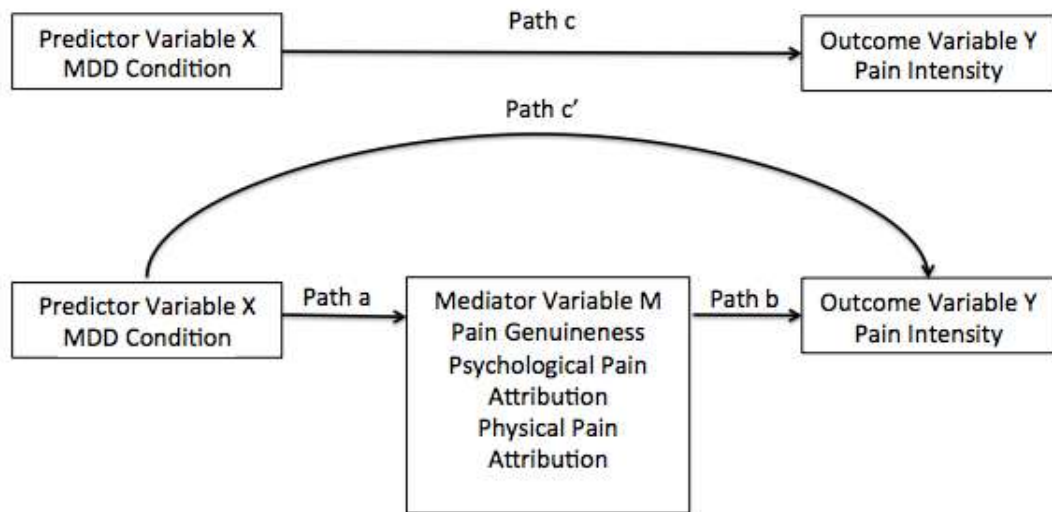 Path c
Predictor Variable X
MDD Condition
Outcome Variable Y
Pain Intensity
Path c’
Predictor Variable X
MDD Condition
Path a
Mediator Variable M
Pain Genuineness
Psychological Pain
Attribution
Physical Pain
Attribution
Path b
Outcome Variable Y
Pain Intensity